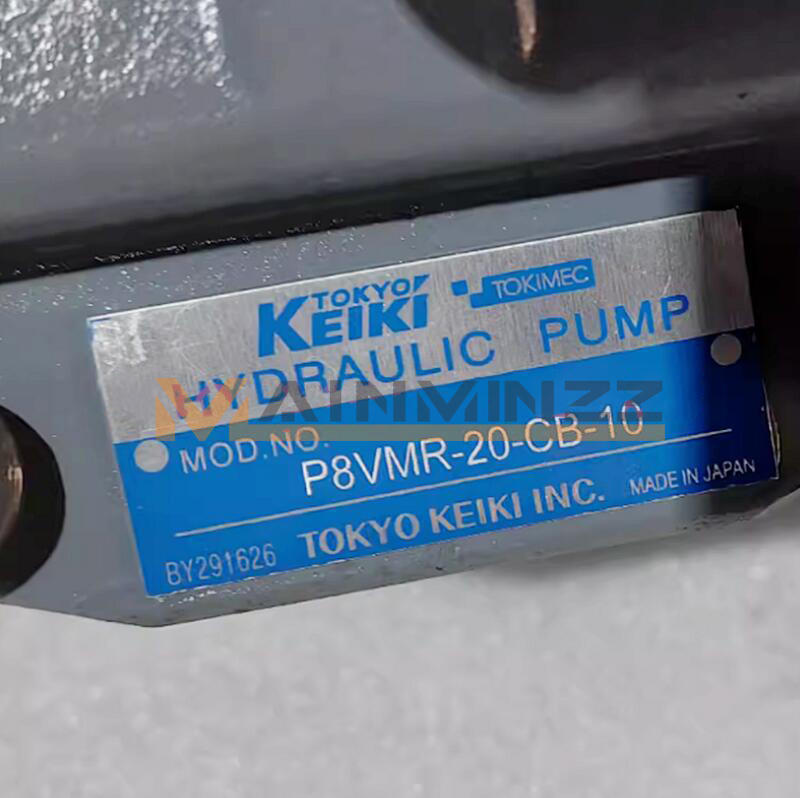 TOKYO
KEIKI
TOKIMEC
HYDRAULIC PUMP
MAINMINZZ
MOD.NO. P8VMR-20-CB-10
BY291626 TOKYO KEIKI INC. MADE IN JAPAN